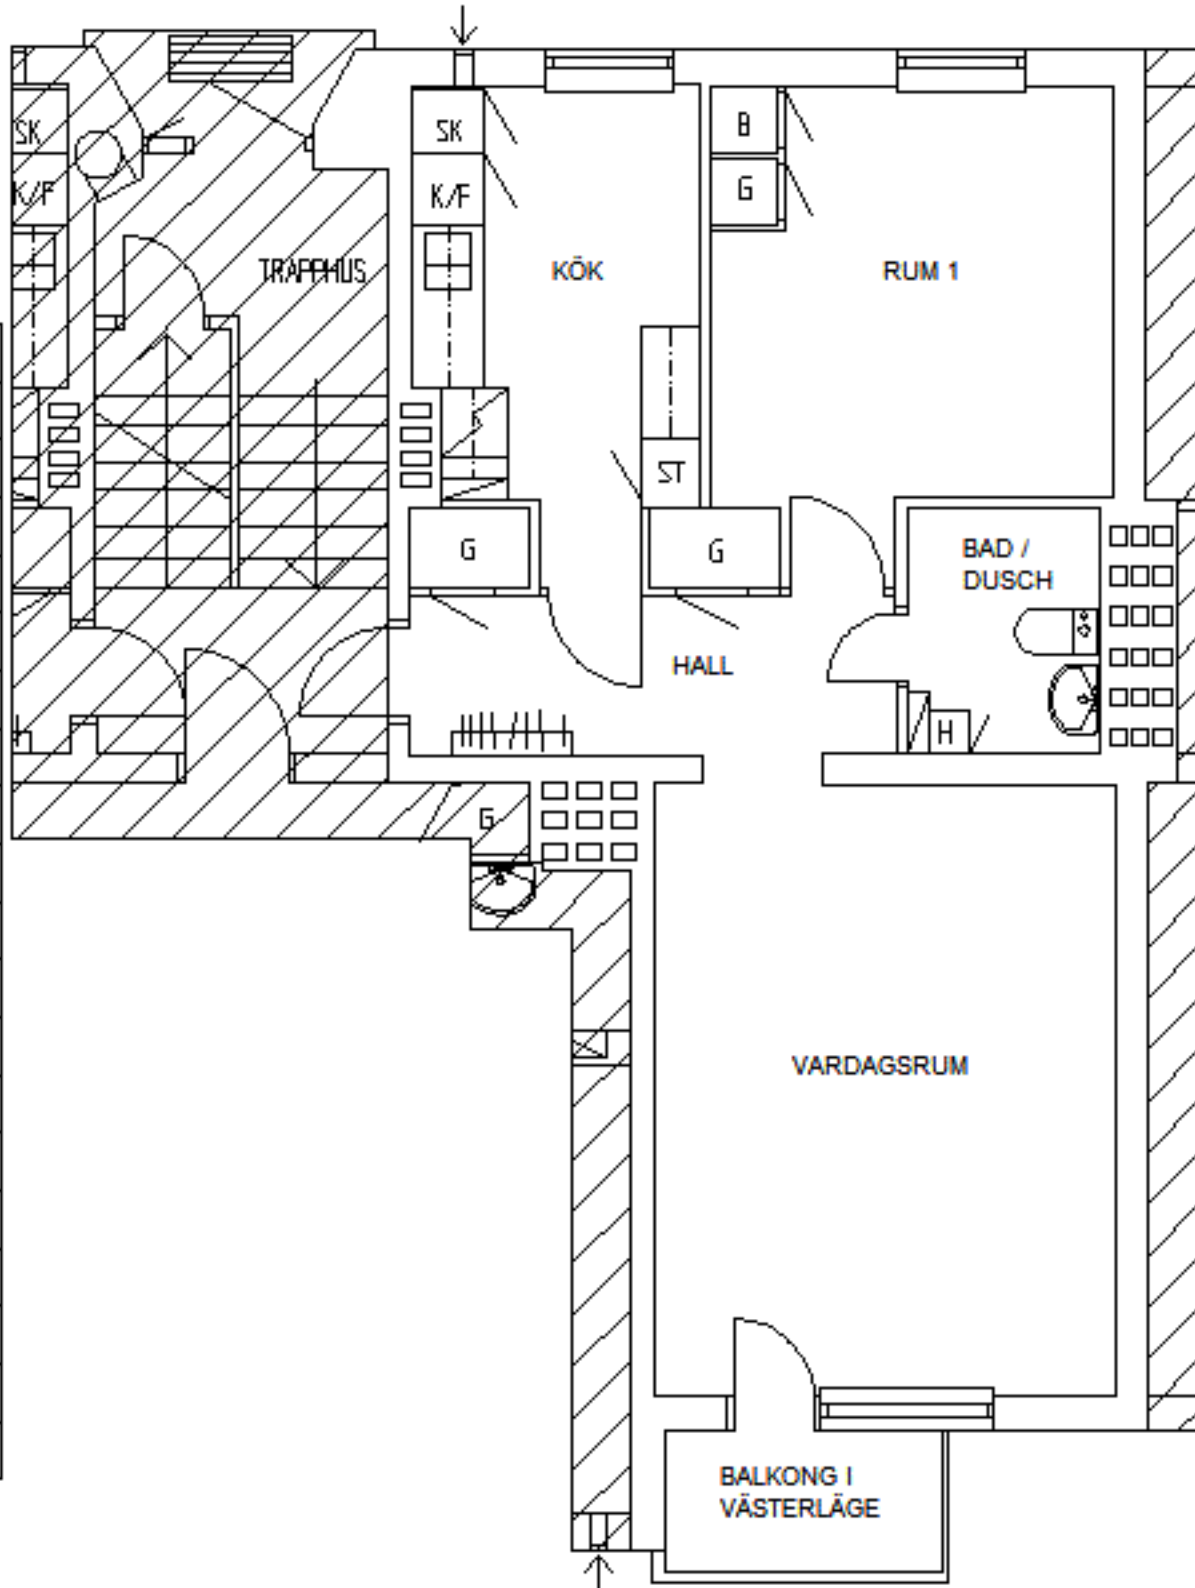 SK
SK
B
K/F
K/F
G
TRAPPHUS
KÖK
RUM 1
ST
G
G
BAD /
DUSCH
HALL
H
G
VARDAGSRUM
BALKONG I
VÄSTERLÄGE